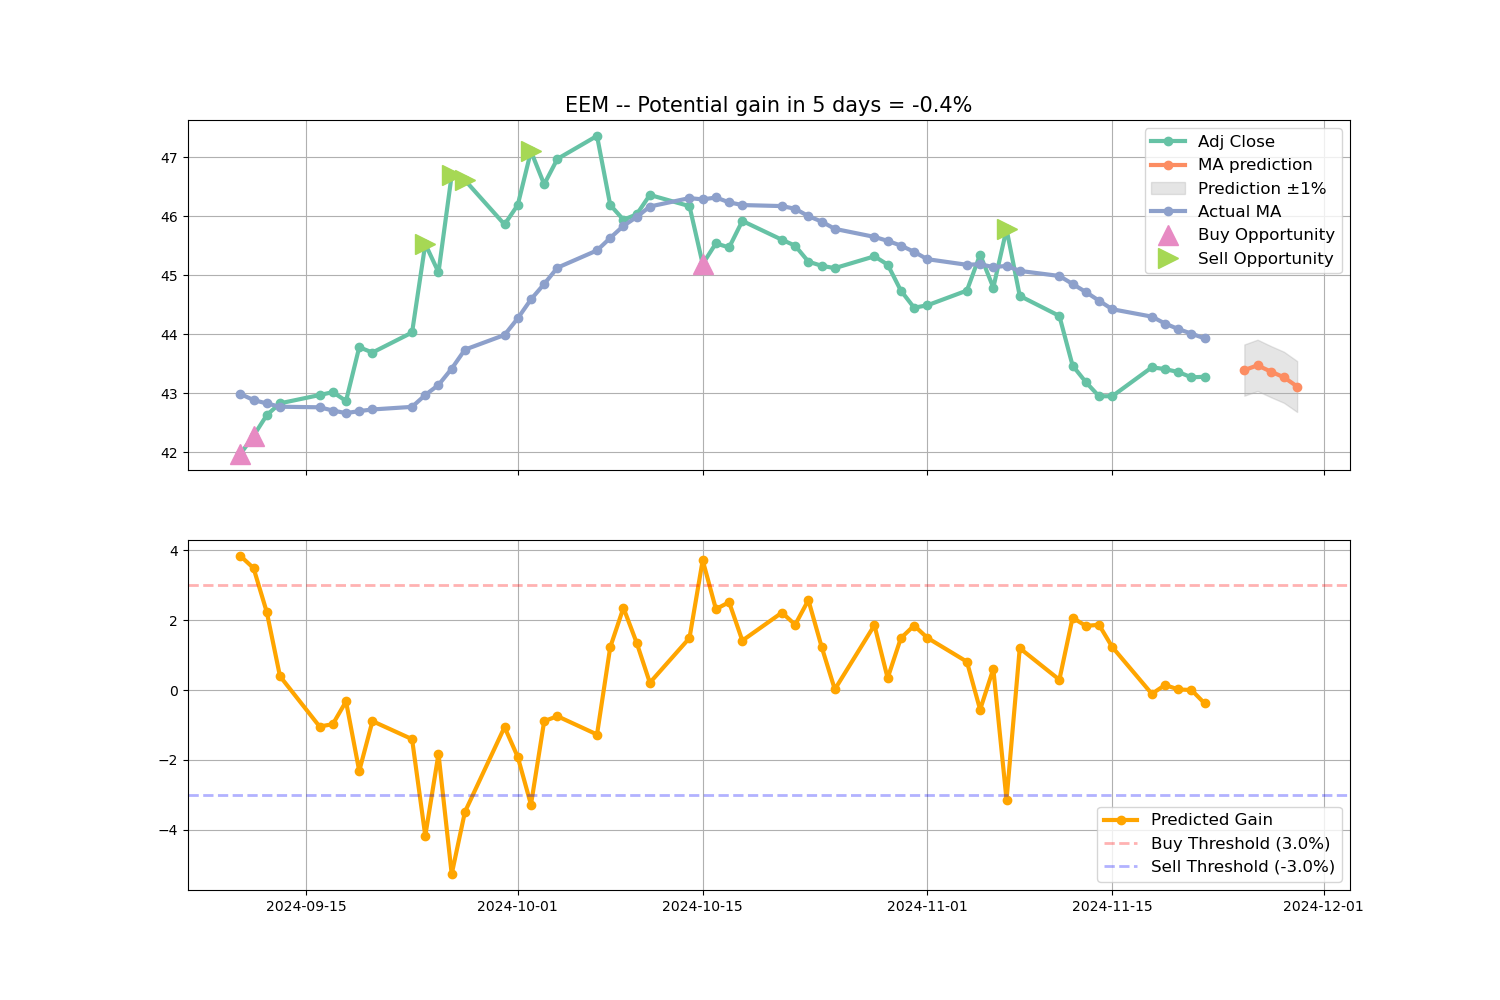 EEM -- Potential gain in 5 days = -0.4%
47
46
45
44
43
42
Adj Close
MA prediction
Prediction ±1%
Actual MA
Buy Opportunity
Sell Opportunity
4
2
0
−2
−4
Predicted Gain
Buy Threshold (3.0%)
Sell Threshold (-3.0%)
2024-09-15
2024-10-01
2024-10-15
2024-11-01
2024-11-15
2024-12-01